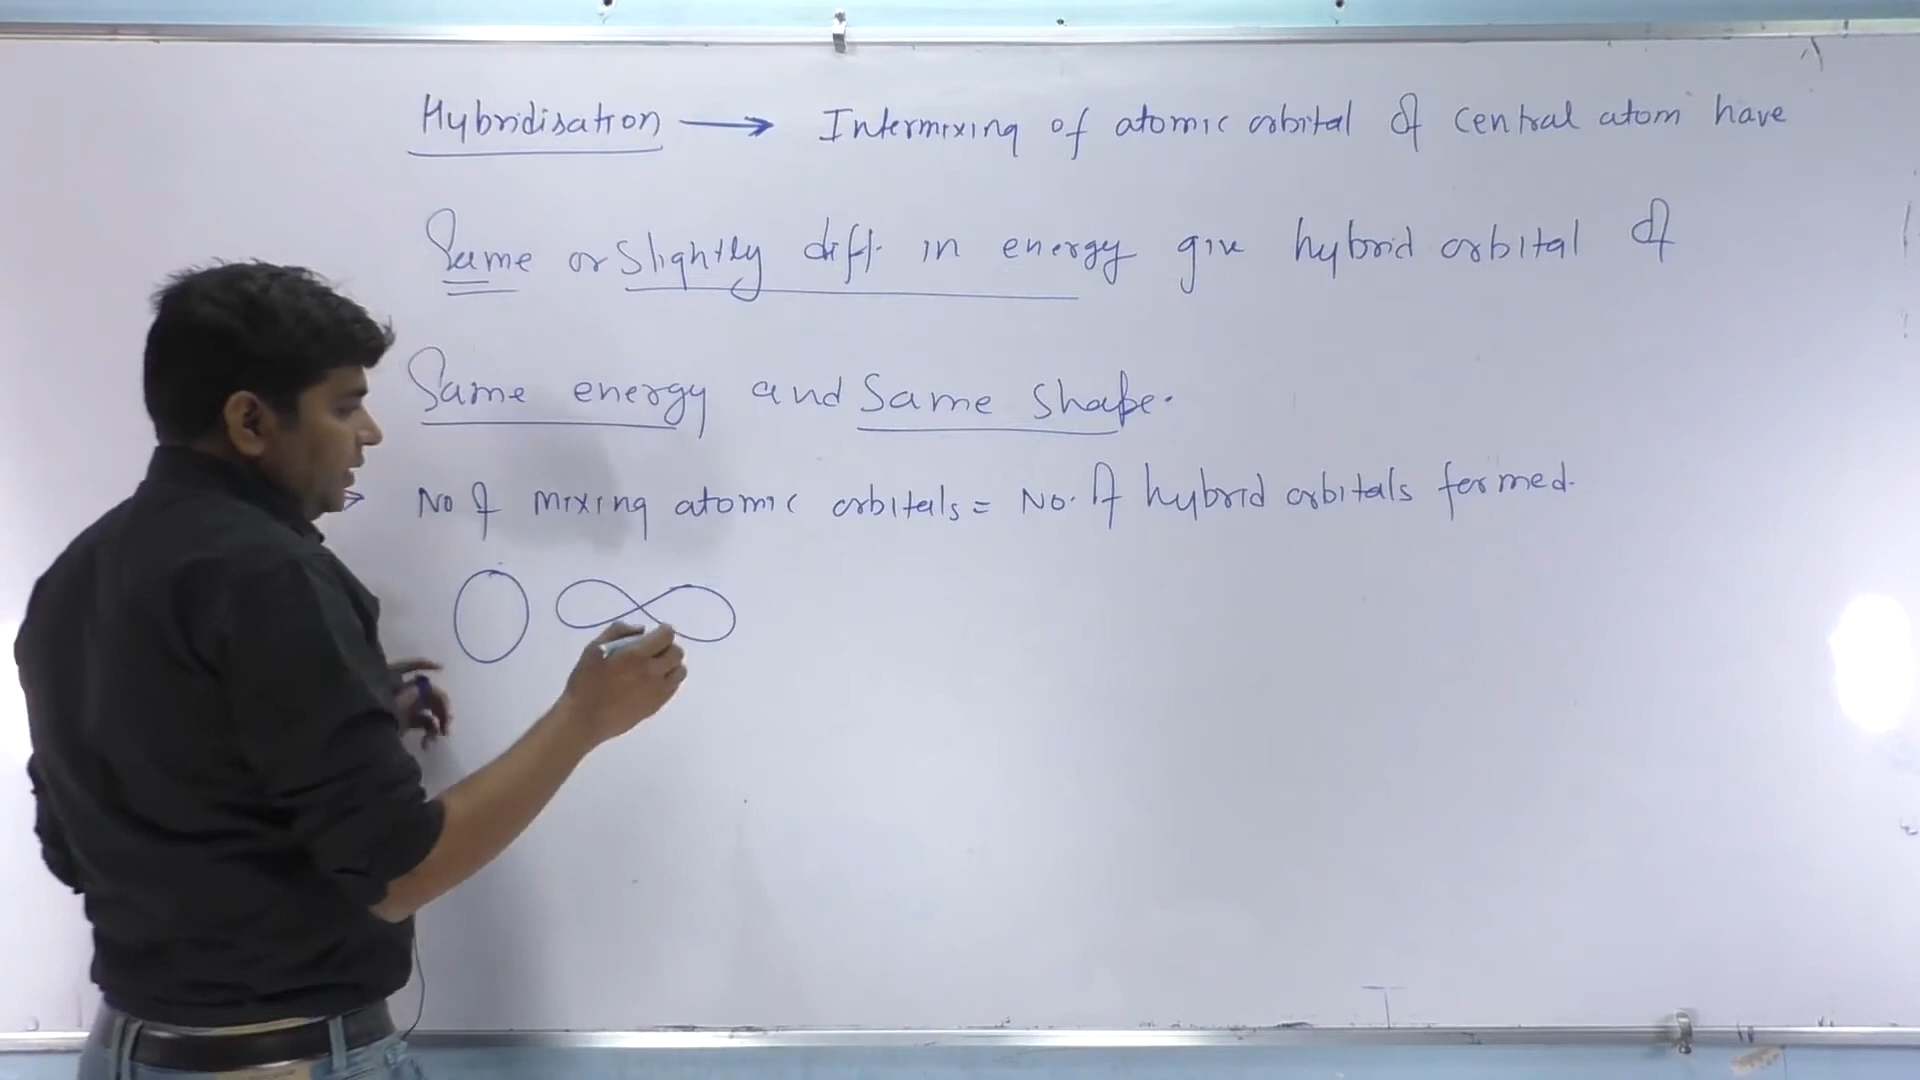 Hybridisation → Intermixing of atomic orbital of central atom have
Same or slightly diff. in energy give hybrid orbital of
Same energy and Same shape.
No of mixing atomic orbitals = No. of hybrid orbitals formed.